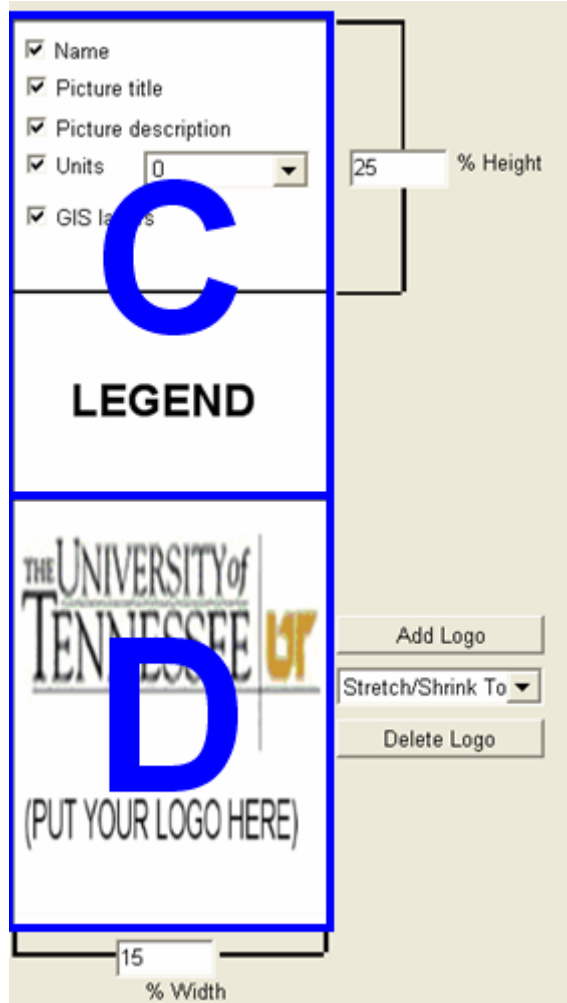 Name
Picture title
Picture description
Units 0
25 % Height
GIS layers
C
LEGEND
THE UNIVERSITY of
TENNESSEE UT
Add Logo
Stretch/Shrink To
D
Delete Logo
(PUT YOUR LOGO HERE)
15
% Width